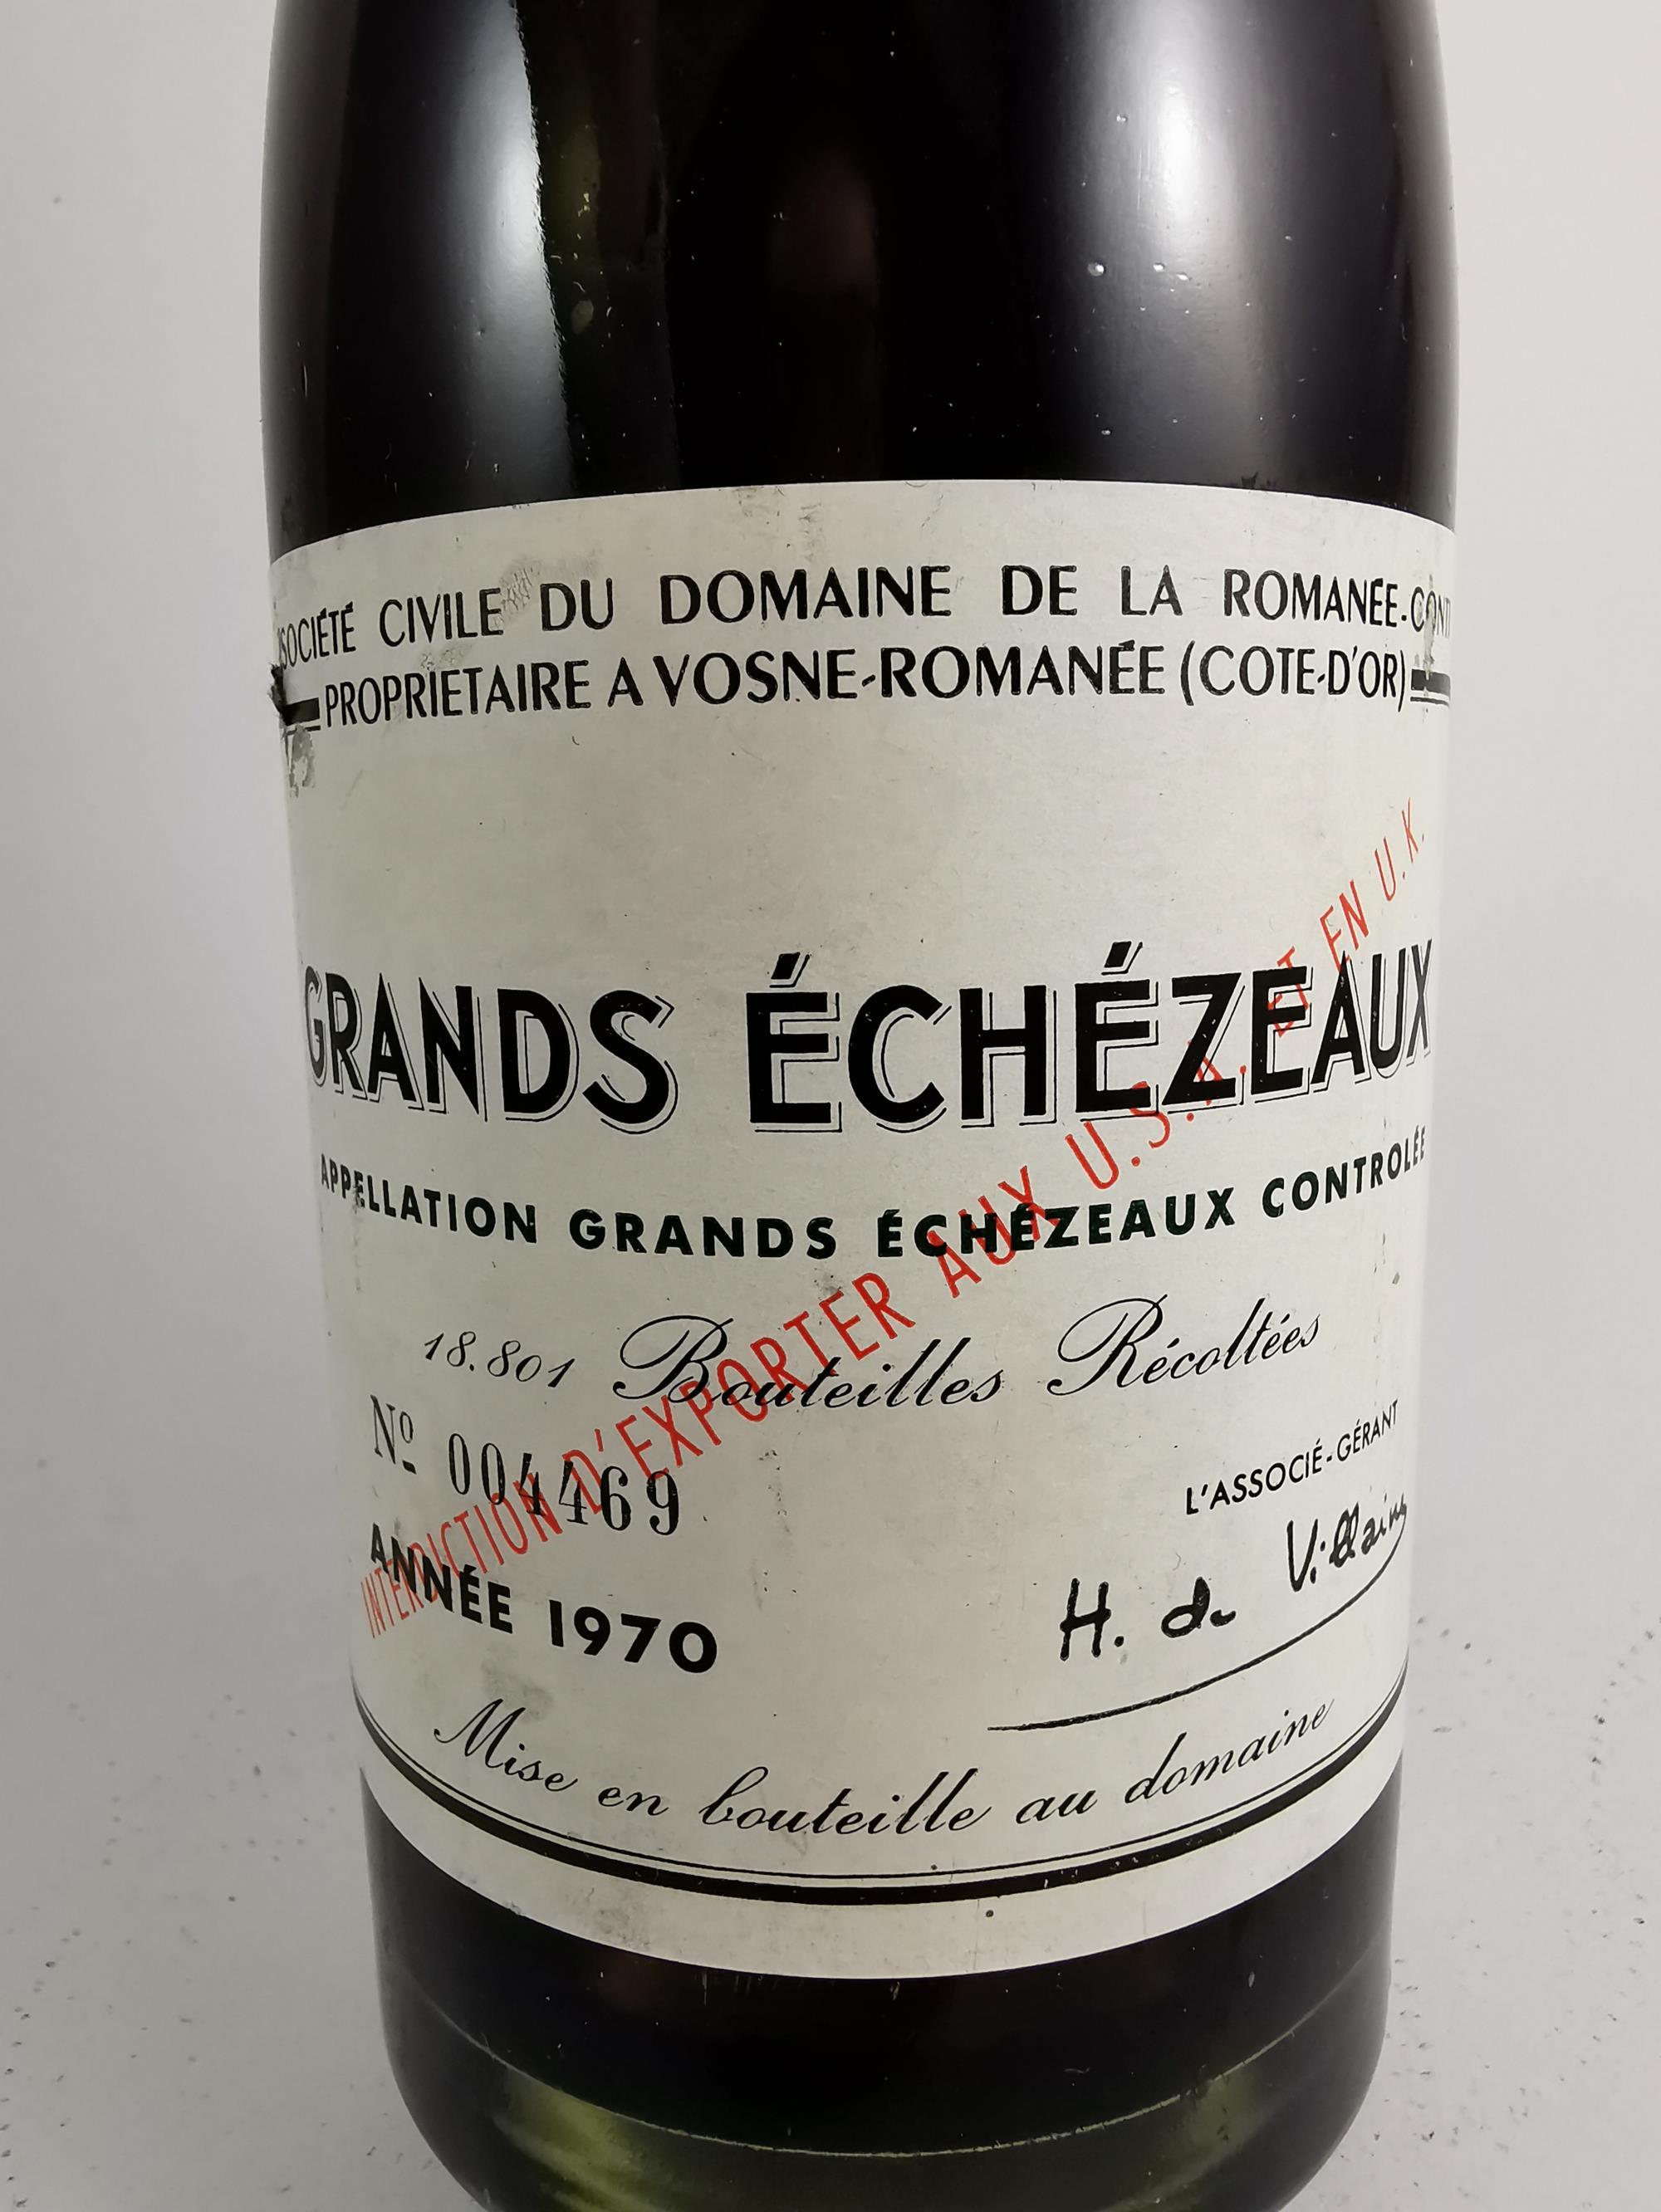 SOCIÉTÉ CIVILE DU DOMAINE DE LA ROMANÉE-CONTI
PROPRIETAIRE A VOSNE-ROMANÉE (COTE-D'OR)
GRANDS ÉCHÉZEAUX
APPELLATION GRANDS ÉCHÉZEAUX CONTROLÉE
INTERDICTION D'EXPORTER AUX U.S.A. ET EN U.K.
18.801 Bouteilles Récoltées
Nº 004469
L'ASSOCIÉ-GÉRANT
ANNÉE 1970
H. de Villaine
Mise en bouteille au domaine